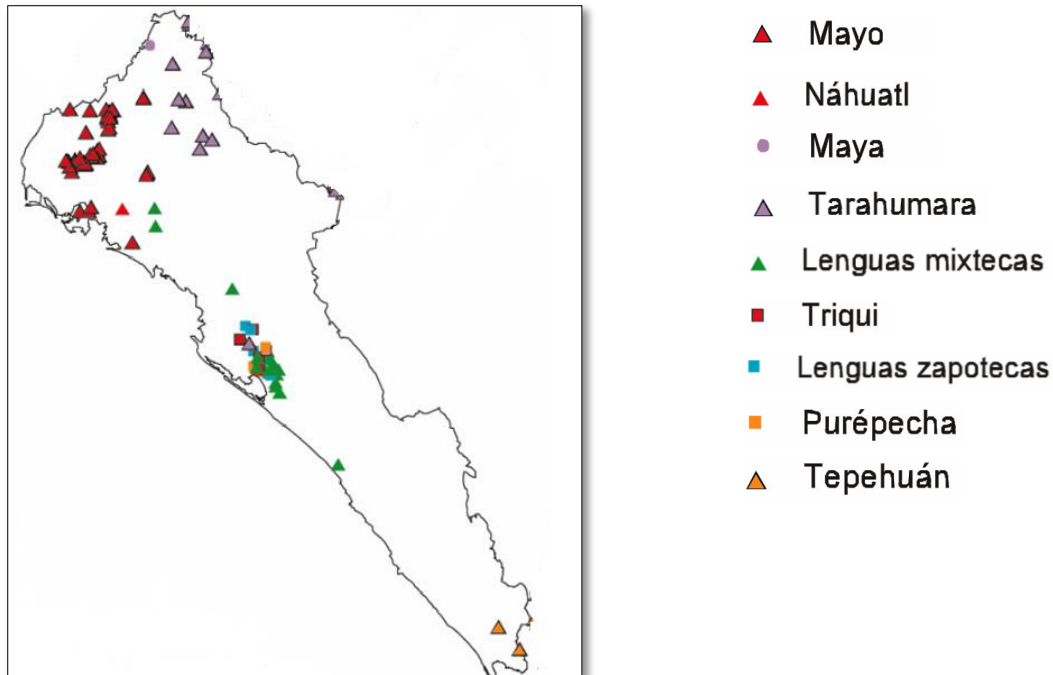 Mayo
Náhuatl
Maya
Tarahumara
Lenguas mixtecas
Triqui
Lenguas zapotecas
Purépecha
Tepehuán